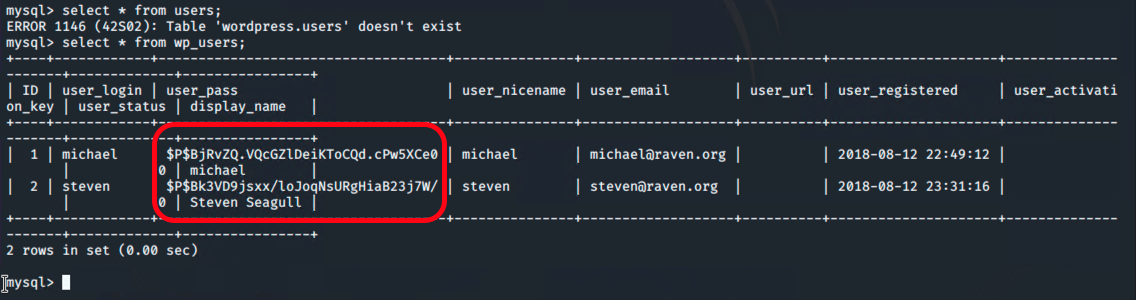 mysql> select * from users;
ERROR 1146 (42S02): Table 'wordpress.users' doesn't exist
mysql> select * from wp_users;
+----+------------+------------------------------------+---------------+-------------------+----------+---------------------+--------------
-------+-------------+----------------+
| ID | user_login | user_pass                          | user_nicename | user_email        | user_url | user_registered     | user_activati
on_key | user_status | display_name   |
+----+------------+------------------------------------+---------------+-------------------+----------+---------------------+--------------
-------+-------------+----------------+
|  1 | michael      $P$BjRvZQ.VQcGZlDeiKToCQd.cPw5XCe0 | michael       | michael@raven.org |          | 2018-08-12 22:49:12 |
       |           0 | michael        |
|  2 | steven       $P$Bk3VD9jsxx/loJoqNsURgHiaB23j7W/ | steven        | steven@raven.org  |          | 2018-08-12 23:31:16 |
       |           0 | Steven Seagull |
+----+------------+------------------------------------+---------------+-------------------+----------+---------------------+--------------
-------+-------------+----------------+
2 rows in set (0.00 sec)
mysql>